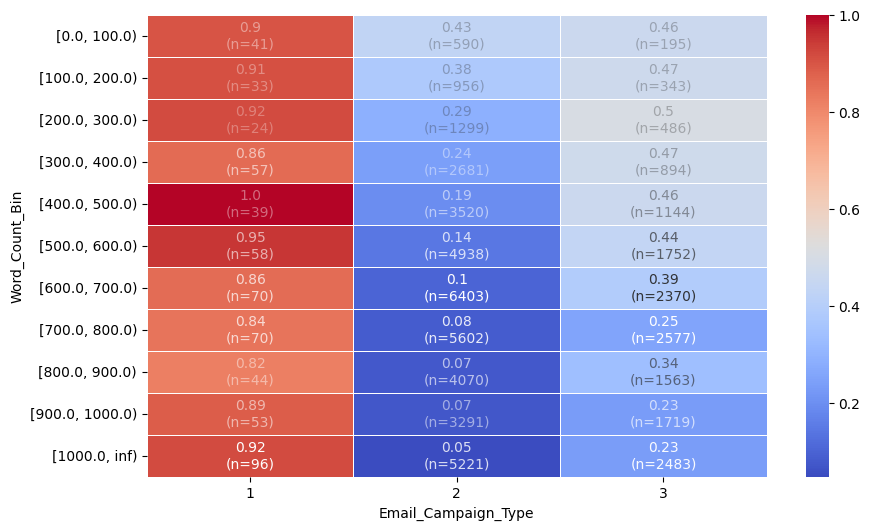 0.9
(n=41)
0.43
(n=590)
0.46
(n=195)
[0.0, 100.0)
0.91
(n=33)
0.38
(n=956)
0.47
(n=343)
[100.0, 200.0)
0.92
(n=24)
0.29
(n=1299)
0.5
(n=486)
[200.0, 300.0)
0.86
(n=57)
0.24
(n=2681)
0.47
(n=894)
[300.0, 400.0)
1.0
(n=39)
0.19
(n=3520)
0.46
(n=1144)
[400.0, 500.0)
0.95
(n=58)
0.14
(n=4938)
0.44
(n=1752)
[500.0, 600.0)
0.86
(n=70)
0.1
(n=6403)
0.39
(n=2370)
[600.0, 700.0)
0.84
(n=70)
0.08
(n=5602)
0.25
(n=2577)
[700.0, 800.0)
0.82
(n=44)
0.07
(n=4070)
0.34
(n=1563)
[800.0, 900.0)
0.89
(n=53)
0.07
(n=3291)
0.23
(n=1719)
[900.0, 1000.0)
0.92
(n=96)
0.05
(n=5221)
0.23
(n=2483)
[1000.0, inf)
Word_Count_Bin
1
2
3
Email_Campaign_Type
1.0
0.8
0.6
0.4
0.2